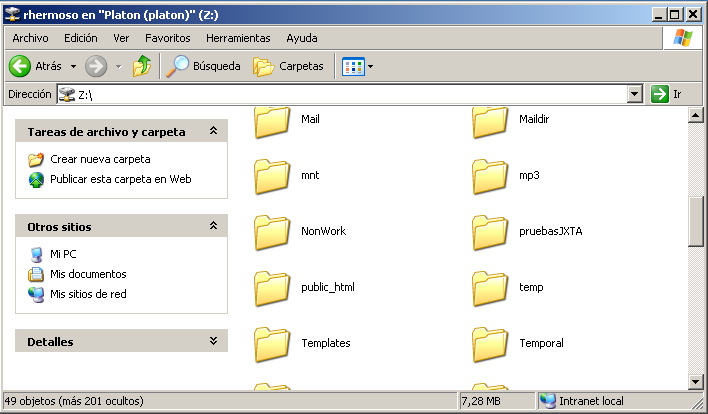 rhermoso en "Platon (platon)" (Z:)
Archivo Edición Ver Favoritos Herramientas Ayuda
Atrás Búsqueda Carpetas
Dirección Z:\ Ir
Tareas de archivo y carpeta
Crear nueva carpeta
Publicar esta carpeta en Web
Otros sitios
Mi PC
Mis documentos
Mis sitios de red
Detalles
Mail Maildir
mnt mp3
NonWork pruebasJXTA
public_html temp
Templates Temporal
49 objetos (más 201 ocultos) 7,28 MB Intranet local